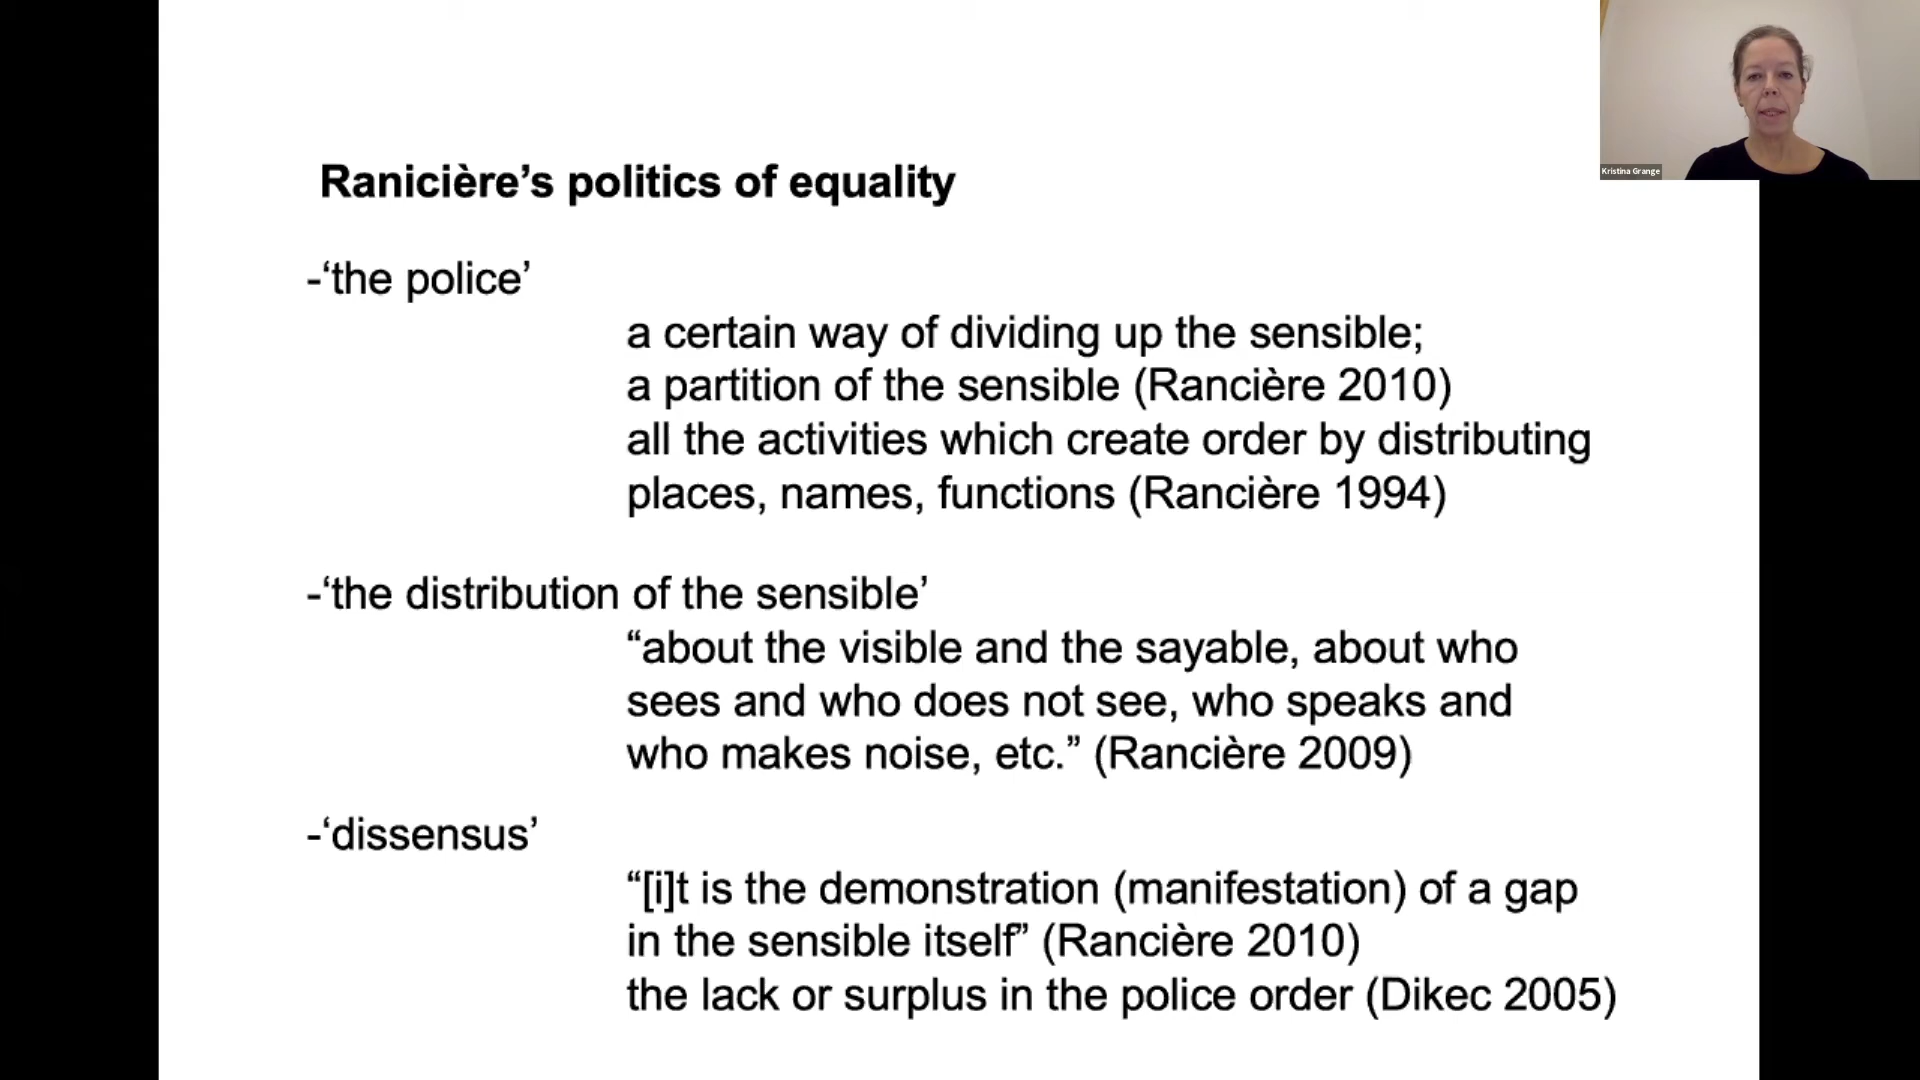 Kristina Grange
Ranicière’s politics of equality
-‘the police’
a certain way of dividing up the sensible;
a partition of the sensible (Rancière 2010)
all the activities which create order by distributing
places, names, functions (Rancière 1994)
-‘the distribution of the sensible’
“about the visible and the sayable, about who
sees and who does not see, who speaks and
who makes noise, etc.” (Rancière 2009)
-‘dissensus’
“[i]t is the demonstration (manifestation) of a gap
in the sensible itself” (Rancière 2010)
the lack or surplus in the police order (Dikec 2005)